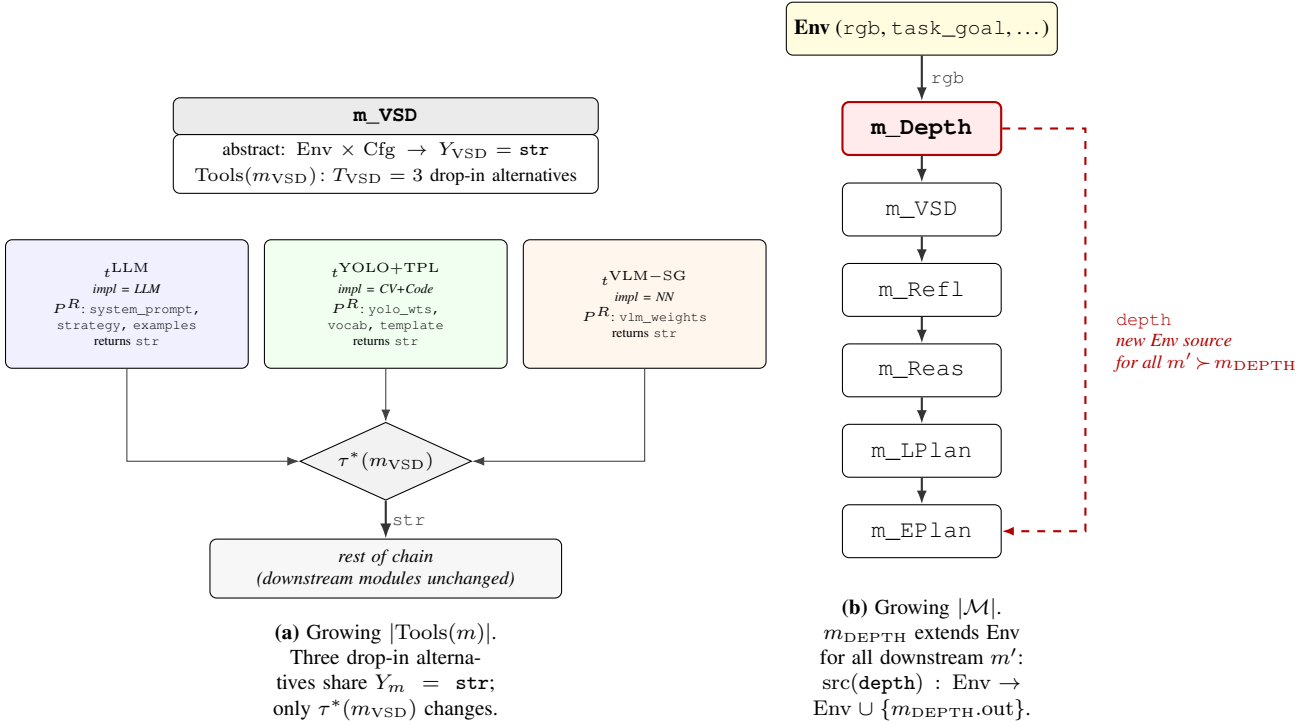 m_VSD
abstract: Env × Cfg → Y_VSD = str
Tools(m_VSD): T_VSD = 3 drop-in alternatives
t^LLM
impl = LLM
P^R: system_prompt,
strategy, examples
returns str
t^YOLO+TPL
impl = CV+Code
P^R: yolo_wts,
vocab, template
returns str
t^VLM−SG
impl = NN
P^R: vlm_weights
returns str
τ*(m_VSD)
str
rest of chain
(downstream modules unchanged)
(a) Growing |Tools(m)|.
Three drop-in alterna-
tives share Y_m = str;
only τ*(m_VSD) changes.
Env (rgb, task_goal, ...)
rgb
m_Depth
m_VSD
m_Refl
m_Reas
m_LPlan
m_EPlan
depth
new Env source
for all m′ ≻ m_DEPTH
(b) Growing |ℳ|.
m_DEPTH extends Env
for all downstream m′:
src(depth) : Env →
Env ∪ {m_DEPTH.out}.